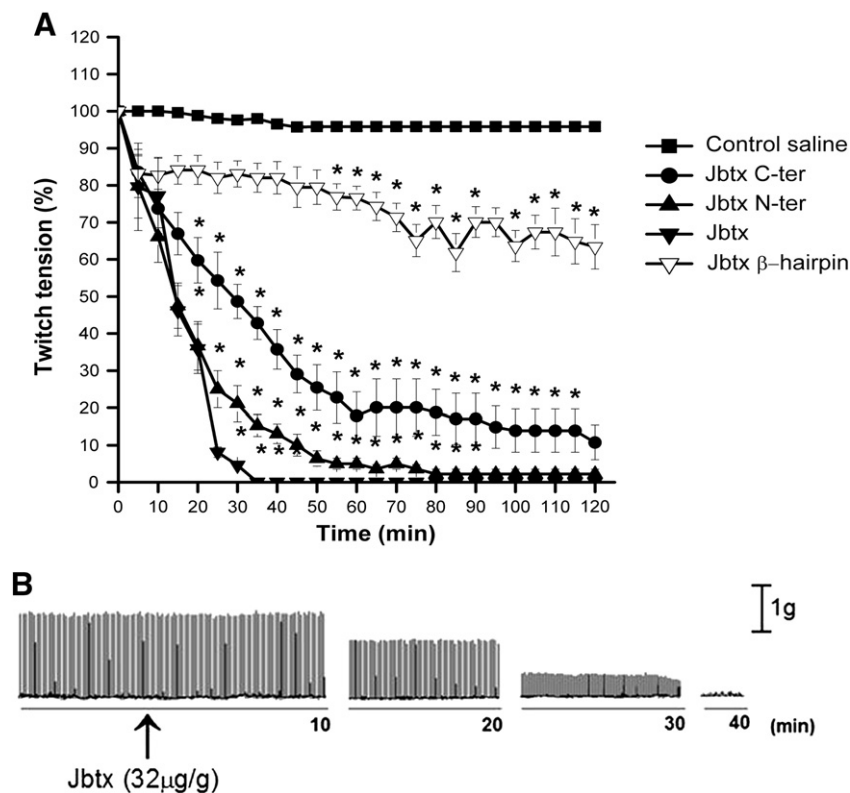 A
120
110
100
90
80
70
60
50
40
30
20
10
0
Twitch tension (%)
0 10 20 30 40 50 60 70 80 90 100 110 120
Time (min)
Control saline
Jbtx C-ter
Jbtx N-ter
Jbtx
Jbtx β-hairpin
* * * * * * * * * * * * *
* * * * * * * * * * * * * * * * * * * *
* * * * * * * * * * * * * * *
* * * * * *
B
1g
10 20 30 40 (min)
Jbtx (32µg/g)